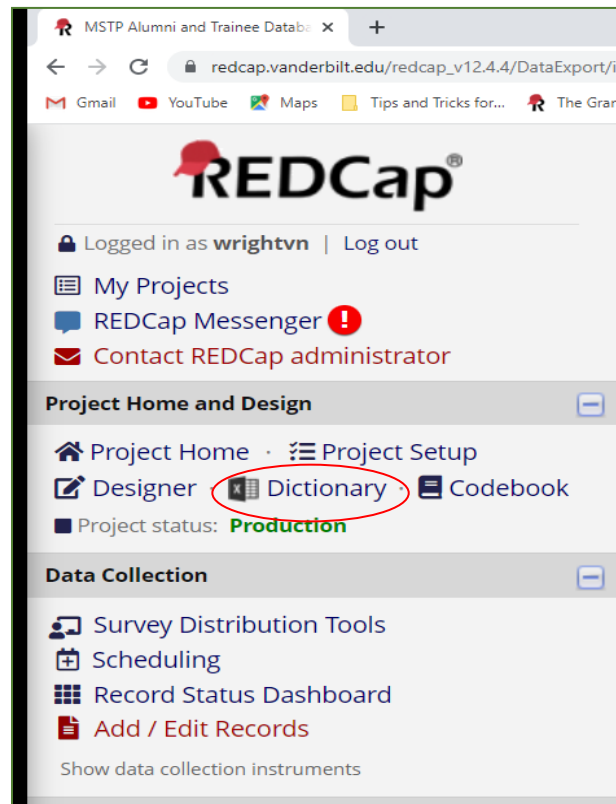 MSTP Alumni and Trainee Databa
redcap.vanderbilt.edu/redcap_v12.4.4/DataExport/i
Gmail YouTube Maps Tips and Tricks for... The Gran
REDCap®
Logged in as wrightvn | Log out
My Projects
REDCap Messenger !
Contact REDCap administrator
Project Home and Design
Project Home · Project Setup
Designer · Dictionary · Codebook
Project status: Production
Data Collection
Survey Distribution Tools
Scheduling
Record Status Dashboard
Add / Edit Records
Show data collection instruments